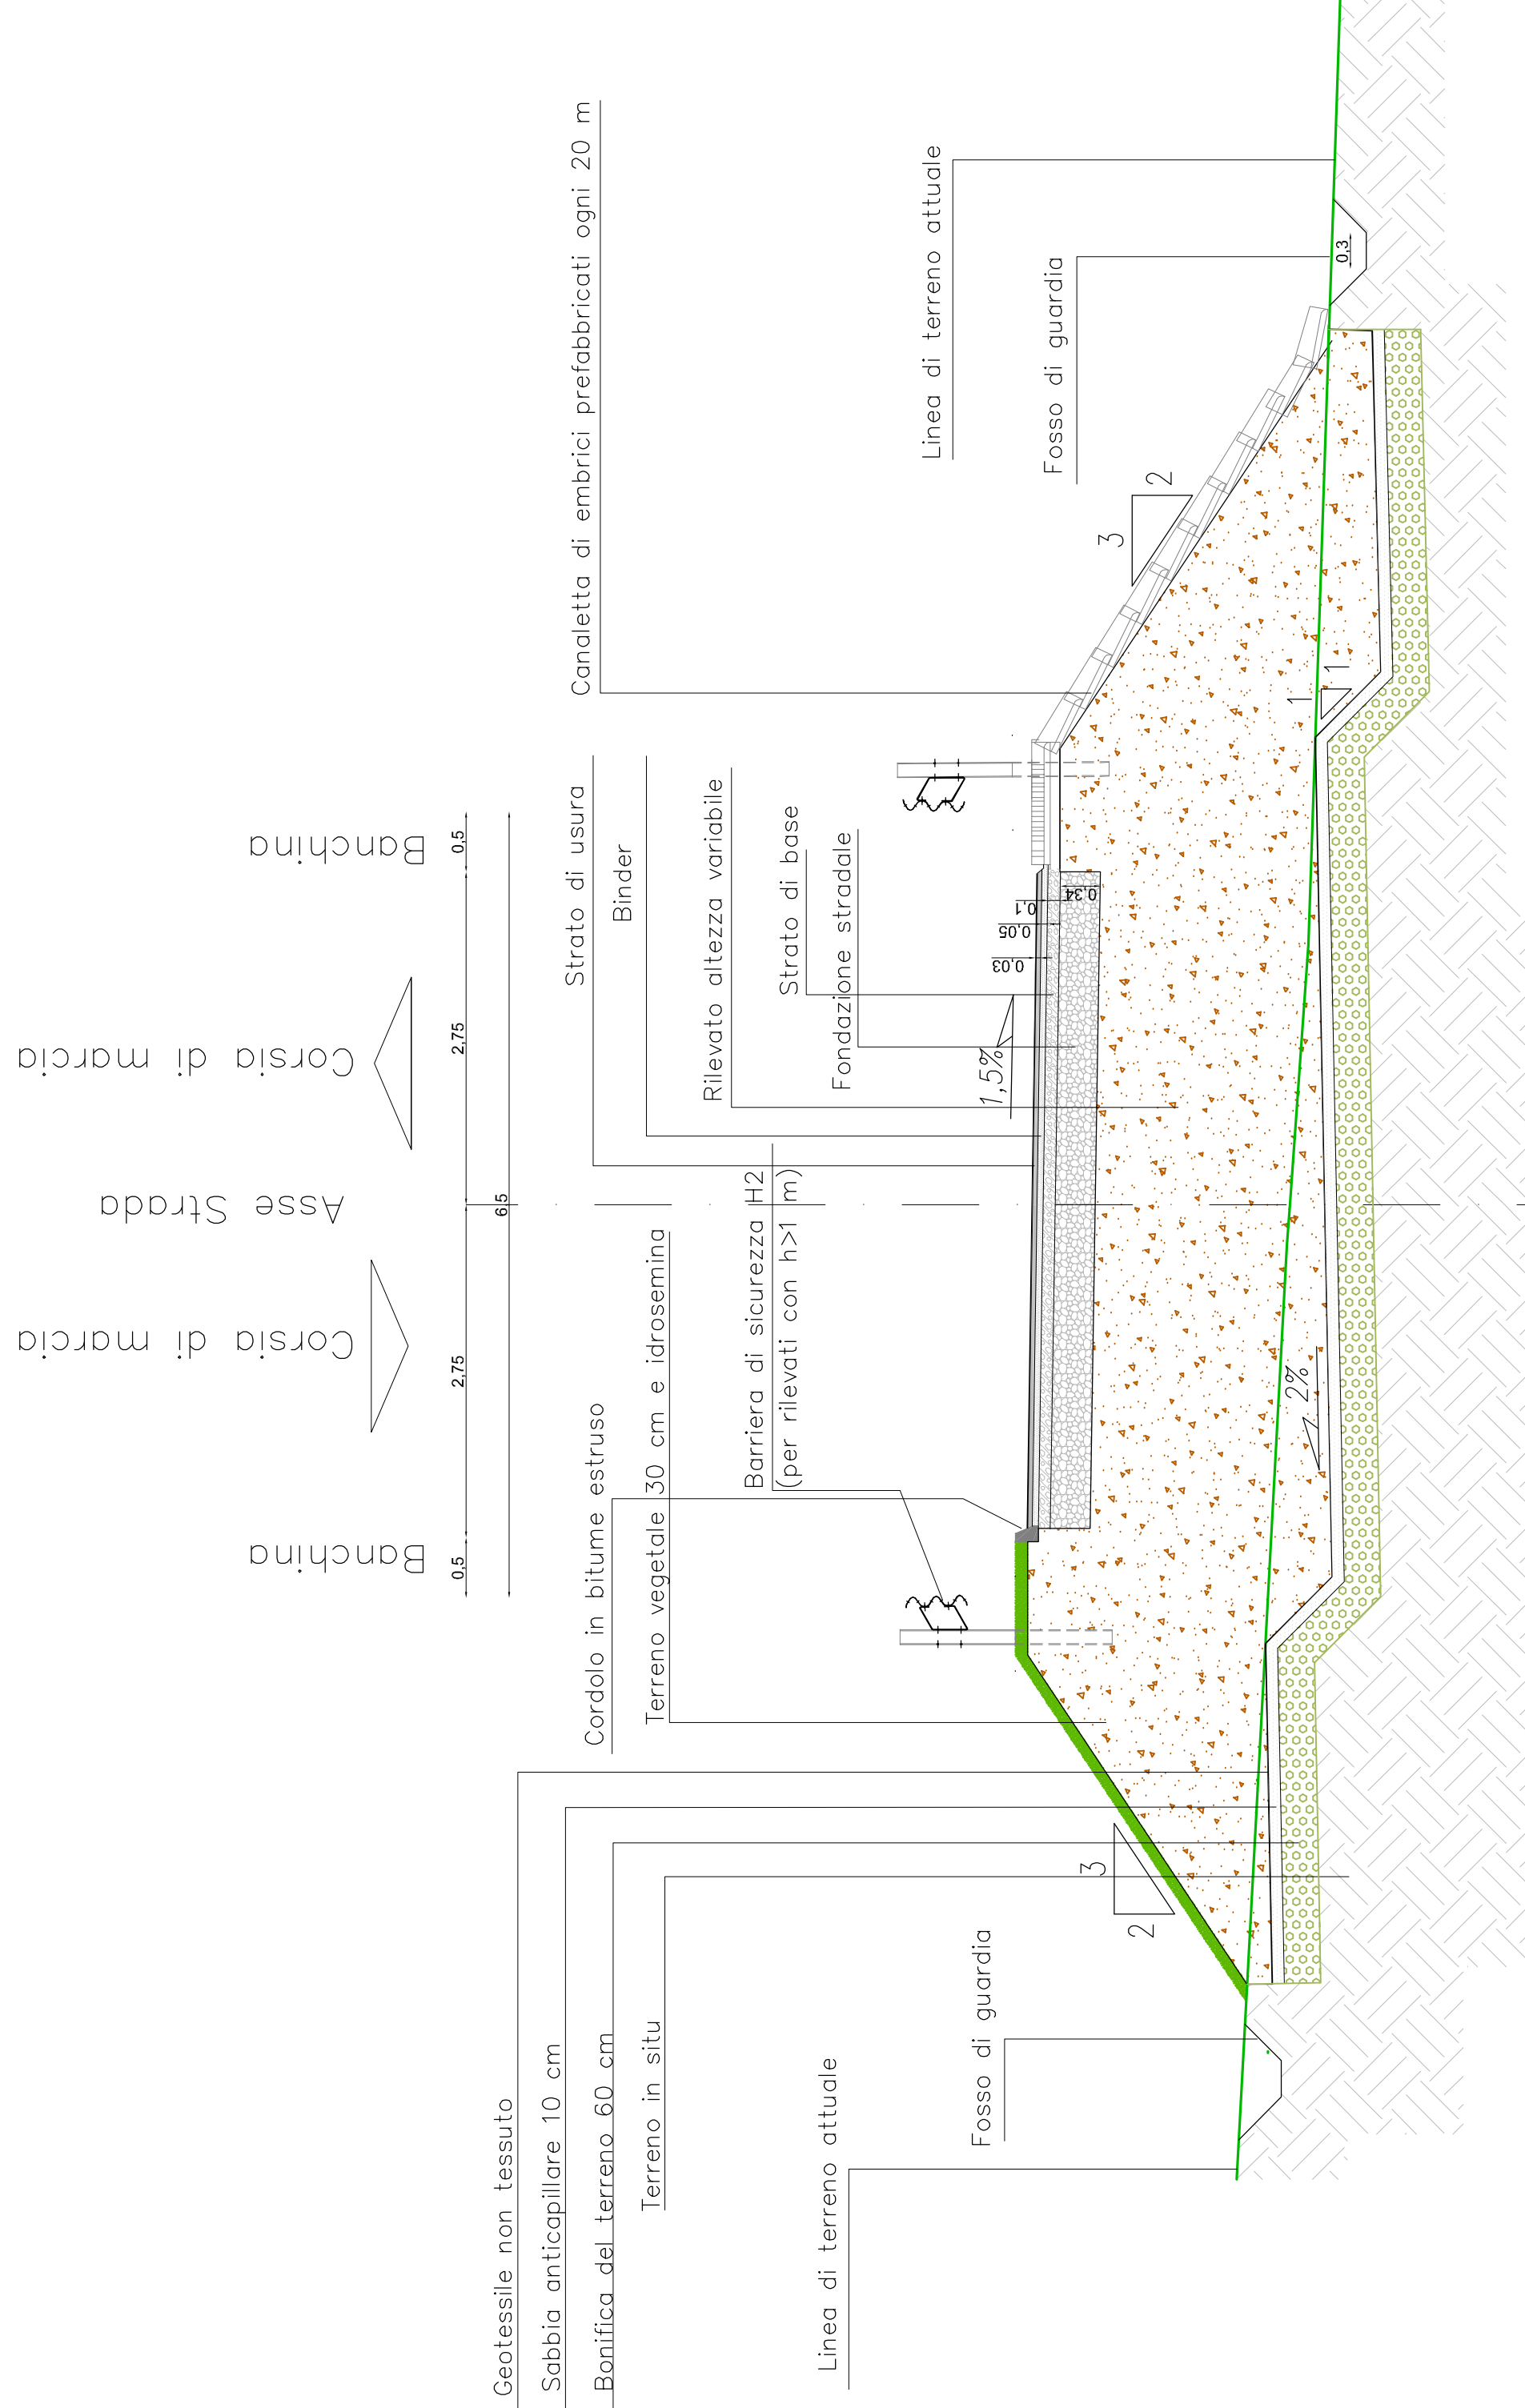 Corsia di marcia
Asse Strada
Corsia di marcia
Banchina
Banchina
0,5
2,75
2,75
0,5
6,5
Geotessile non tessuto
Sabbia anticapillare 10 cm
Bonifica del terreno 60 cm
Terreno in situ
Cordolo in bitume estruso
Terreno vegetale 30 cm e idrosemina
Barriera di sicurezza H2
(per rilevati con h>1 m)
Strato di usura
Binder
Rilevato altezza variabile
Strato di base
Fondazione stradale
Canaletta di embrici prefabbricati ogni 20 m
Linea di terreno attuale
Fosso di guardia
Linea di terreno attuale
Fosso di guardia
1,5%
0,03
0,05
0,1
0,34
3
2
3
2
1
1
2%
0,3